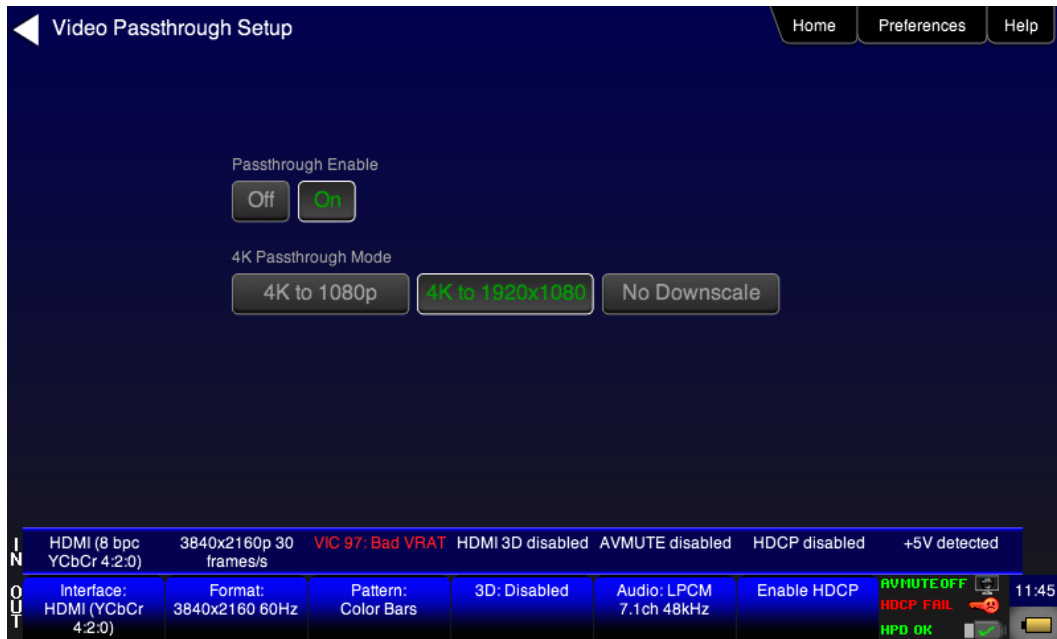 Video Passthrough Setup
Home
Preferences
Help
Passthrough Enable
Off
On
4K Passthrough Mode
4K to 1080p
4K to 1920x1080
No Downscale
IN
HDMI (8 bpc
YCbCr 4:2:0)
3840x2160p 30
frames/s
VIC 97: Bad VRAT
HDMI 3D disabled
AVMUTE disabled
HDCP disabled
+5V detected
OUT
Interface:
HDMI (YCbCr
4:2:0)
Format:
3840x2160 60Hz
Pattern:
Color Bars
3D: Disabled
Audio: LPCM
7.1ch 48kHz
Enable HDCP
AVMUTEOFF
HDCP FAIL
HPD OK
11:45